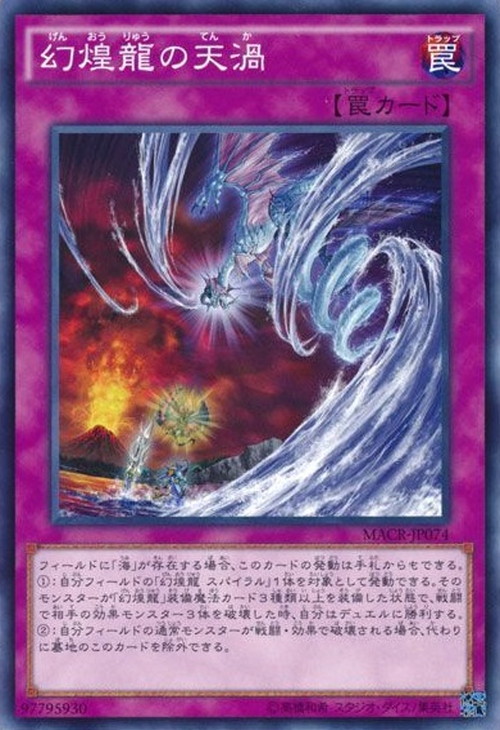 げん おう りゅう てん か
幻煌龍の天渦
トラップ
罠
トラップ
【罠カード】
MACR-JP074
フィールドに「海」が存在する場合、このカードの発動は手札からもできる。
①:自分フィールドの「幻煌龍 スパイラル」1体を対象として発動できる。その
モンスターが「幻煌龍」装備魔法カード3種類以上を装備した状態で、戦闘
で相手の効果モンスター3体を破壊した時、自分はデュエルに勝利する。
②:自分フィールドの通常モンスターが戦闘・効果で破壊される場合、代わり
に墓地のこのカードを除外できる。
97795930
©高橋和希・スタジオ・ダイス/集英社